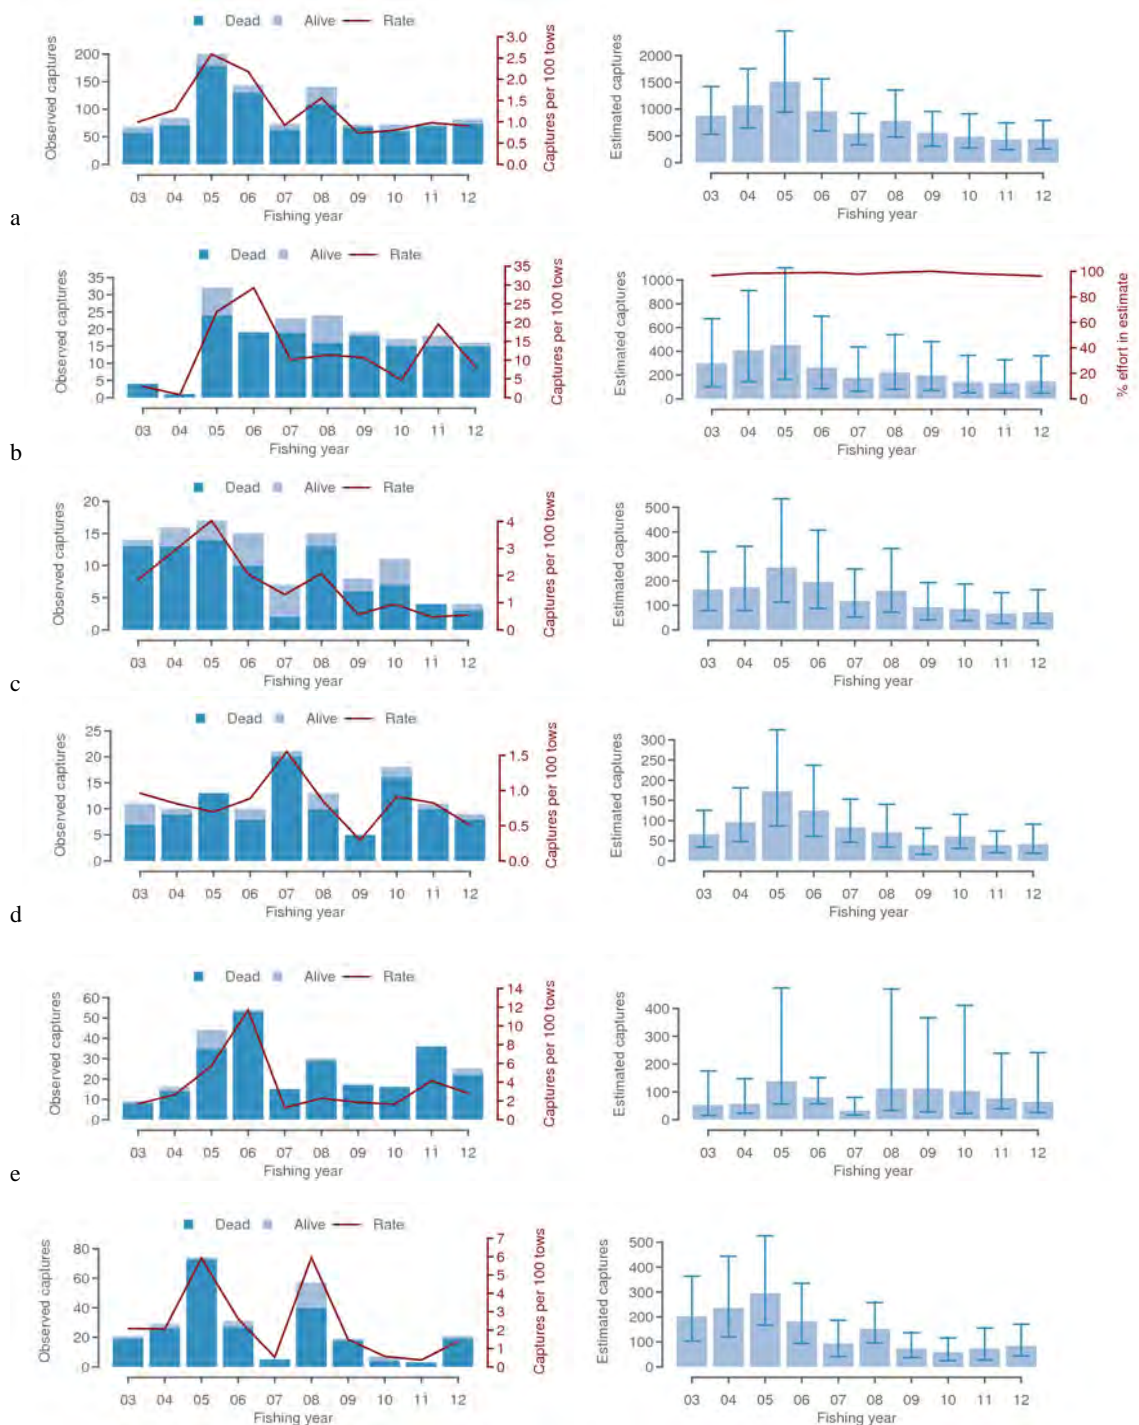 Dead Alive Rate
Observed captures
200
150
100
50
0
3.0
2.5
2.0
1.5
1.0
0.5
0.0
Captures per 100 tows
03 04 05 06 07 08 09 10 11 12
Fishing year
Estimated captures
2000
1500
1000
500
0
03 04 05 06 07 08 09 10 11 12
Fishing year
a
Dead Alive Rate
Observed captures
35
30
25
20
15
10
5
0
35
30
25
20
15
10
5
0
Captures per 100 tows
03 04 05 06 07 08 09 10 11 12
Fishing year
Estimated captures
1000
800
600
400
200
0
100
80
60
40
20
0
% effort in estimate
03 04 05 06 07 08 09 10 11 12
Fishing year
b
Dead Alive Rate
Observed captures
20
15
10
5
0
4
3
2
1
0
Captures per 100 tows
03 04 05 06 07 08 09 10 11 12
Fishing year
Estimated captures
500
400
300
200
100
0
03 04 05 06 07 08 09 10 11 12
Fishing year
c
Dead Alive Rate
Observed captures
25
20
15
10
5
0
1.5
1.0
0.5
0.0
Captures per 100 tows
03 04 05 06 07 08 09 10 11 12
Fishing year
Estimated captures
300
250
200
150
100
50
0
03 04 05 06 07 08 09 10 11 12
Fishing year
d
Dead Alive Rate
Observed captures
60
50
40
30
20
10
0
14
12
10
8
6
4
2
0
Captures per 100 tows
03 04 05 06 07 08 09 10 11 12
Fishing year
Estimated captures
400
300
200
100
0
03 04 05 06 07 08 09 10 11 12
Fishing year
e
Dead Alive Rate
Observed captures
80
60
40
20
0
7
6
5
4
3
2
1
0
Captures per 100 tows
03 04 05 06 07 08 09 10 11 12
Fishing year
Estimated captures
500
400
300
200
100
0
03 04 05 06 07 08 09 10 11 12
Fishing year